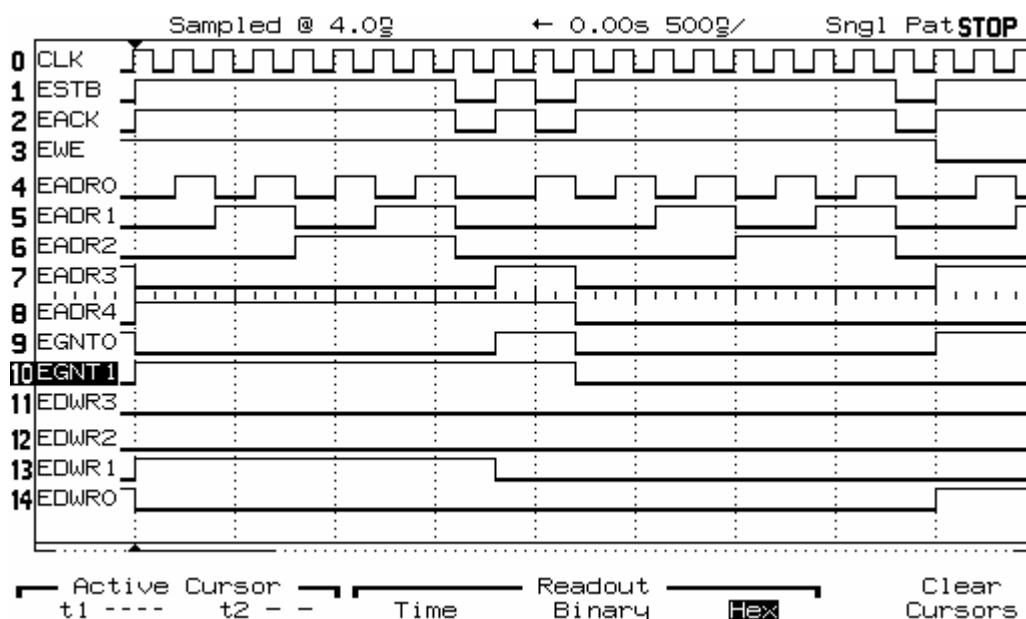 Sampled @ 4.0ns ← 0.00s 500ns/ Sngl Pat STOP
0 CLK
1 ESTB
2 EACK
3 EWE
4 EADR0
5 EADR1
6 EADR2
7 EADR3
8 EADR4
9 EGNT0
10 EGNT1
11 EDWR3
12 EDWR2
13 EDWR1
14 EDWR0
Active Cursor Readout Clear
t1 ---- t2 - - Time Binary Hex Cursors